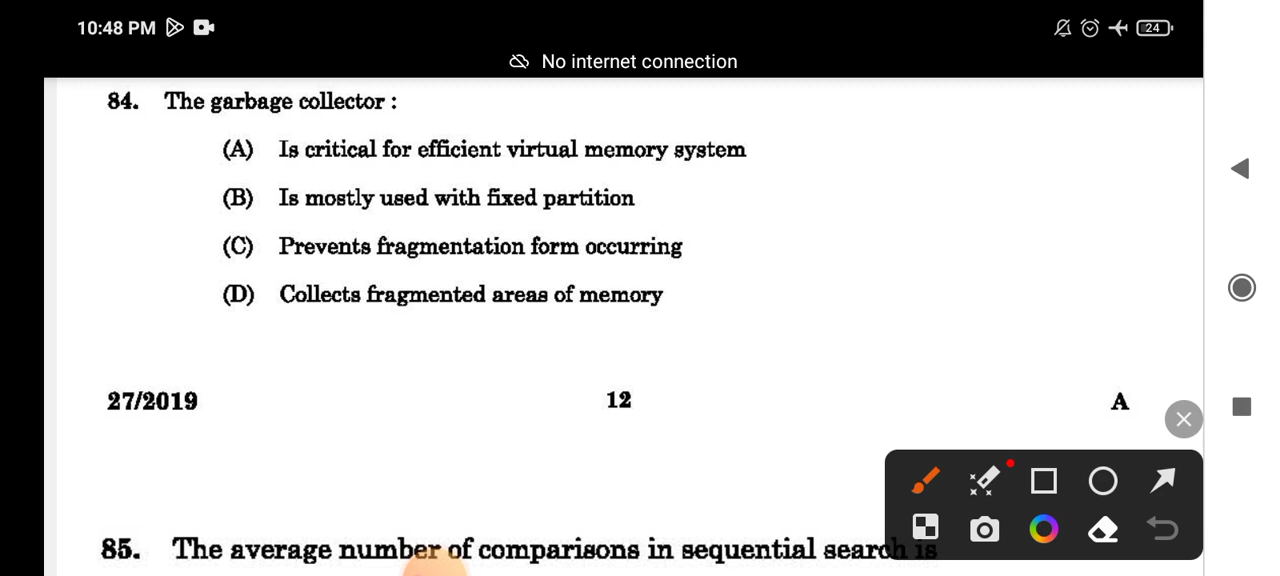 10:48 PM
24
No internet connection
84. The garbage collector :
(A) Is critical for efficient virtual memory system
(B) Is mostly used with fixed partition
(C) Prevents fragmentation form occurring
(D) Collects fragmented areas of memory
27/2019 12 A
85. The average number of comparisons in sequential search is